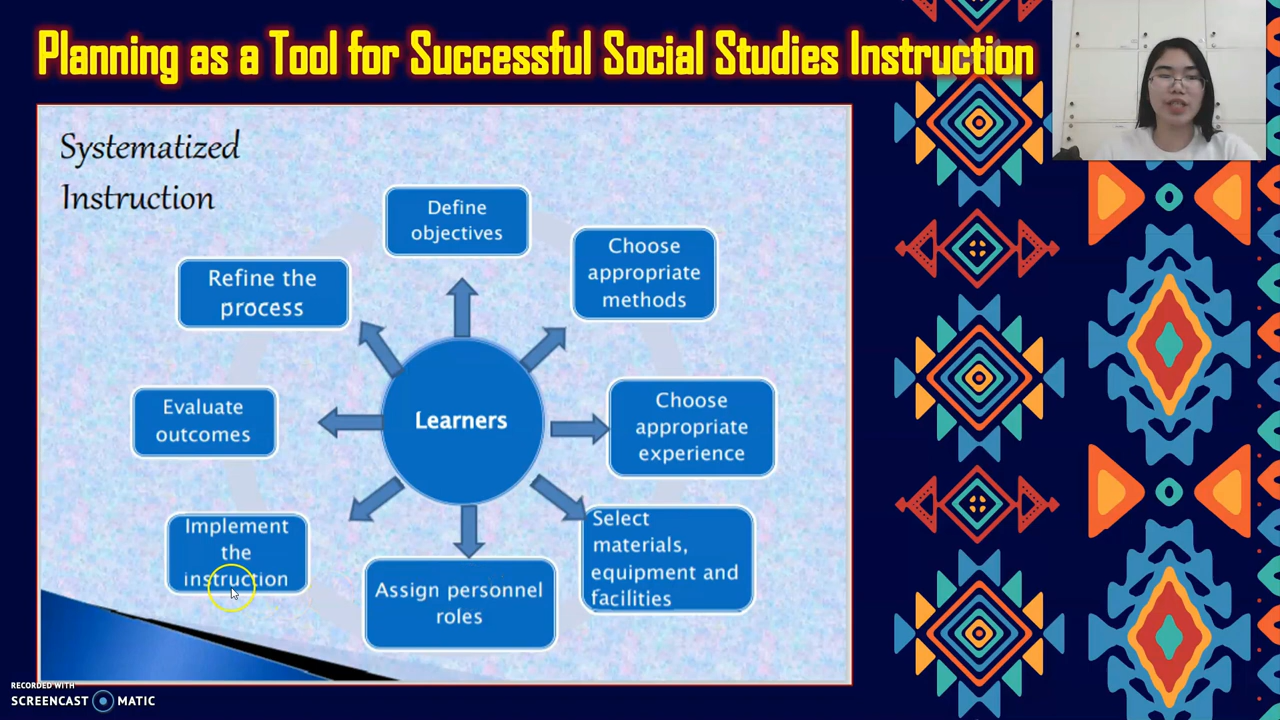 Planning as a Tool for Successful Social Studies Instruction
Systematized
Instruction
Define
objectives
Choose
appropriate
methods
Choose
appropriate
experience
Select
materials,
equipment and
facilities
Assign personnel
roles
Implement
the
instruction
Evaluate
outcomes
Refine the
process
Learners
RECORDED WITH
SCREENCAST MATIC